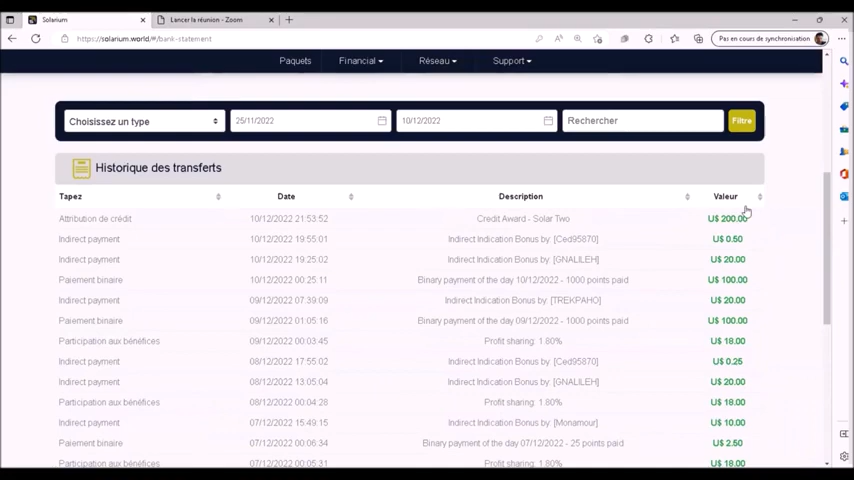 Solarium
Lancer la réunion - Zoom
https://solarium.world/#/bank-statement
Pas en cours de synchronisation
Paquets Financial Réseau Support
Choisissez un type 25/11/2022 10/12/2022 Rechercher Filtre
Historique des transferts
Tapez Date Description Valeur
Attribution de crédit 10/12/2022 21:53:52 Credit Award - Solar Two U$ 200.00
Indirect payment 10/12/2022 19:55:01 Indirect Indication Bonus by: [Ced95870] U$ 0.50
Indirect payment 10/12/2022 19:25:02 Indirect Indication Bonus by: [GNALILEH] U$ 20.00
Paiement binaire 10/12/2022 00:25:11 Binary payment of the day 10/12/2022 - 1000 points paid U$ 100.00
Indirect payment 09/12/2022 07:39:09 Indirect Indication Bonus by: [TREKPAHO] U$ 20.00
Paiement binaire 09/12/2022 01:05:16 Binary payment of the day 09/12/2022 - 1000 points paid U$ 100.00
Participation aux bénéfices 09/12/2022 00:03:45 Profit sharing: 1.80% U$ 18.00
Indirect payment 08/12/2022 17:55:02 Indirect Indication Bonus by: [Ced95870] U$ 0.25
Indirect payment 08/12/2022 13:05:04 Indirect Indication Bonus by: [GNALILEH] U$ 20.00
Participation aux bénéfices 08/12/2022 00:04:28 Profit sharing: 1.80% U$ 18.00
Indirect payment 07/12/2022 15:49:15 Indirect Indication Bonus by: [Monamour] U$ 10.00
Paiement binaire 07/12/2022 00:06:34 Binary payment of the day 07/12/2022 - 25 points paid U$ 2.50
Participation aux bénéfices 07/12/2022 00:05:31 Profit sharing: 1.80% U$ 18.00